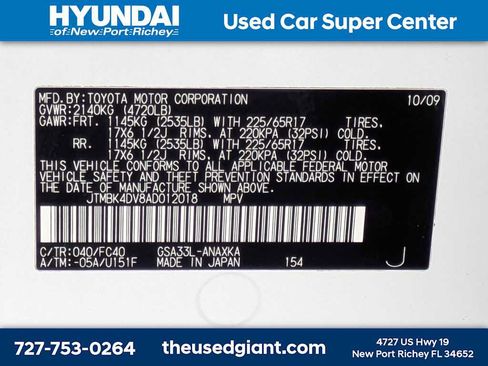 HYUNDAI
of New Port Richey
Used Car Super Center
MFD.BY:TOYOTA MOTOR CORPORATION 10/09
GVWR:2140KG (4720LB)
GAWR:FRT. 1145KG (2535LB) WITH 225/65R17 TIRES,
17X6 1/2J RIMS, AT 220KPA (32PSI) COLD.
RR. 1145KG (2535LB) WITH 225/65R17 TIRES,
17X6 1/2J RIMS, AT 220KPA (32PSI) COLD.
THIS VEHICLE CONFORMS TO ALL APPLICABLE FEDERAL MOTOR
VEHICLE SAFETY AND THEFT PREVENTION STANDARDS IN EFFECT
ON THE DATE OF MANUFACTURE SHOWN ABOVE.
JTMBK4DV8AD012018 MPV
C/TR:040/FC40 GSA33L-ANAXKA
A/TM:-05A/U151F MADE IN JAPAN 154 J
727-753-0264
theusedgiant.com
4727 US Hwy 19
New Port Richey FL 34652